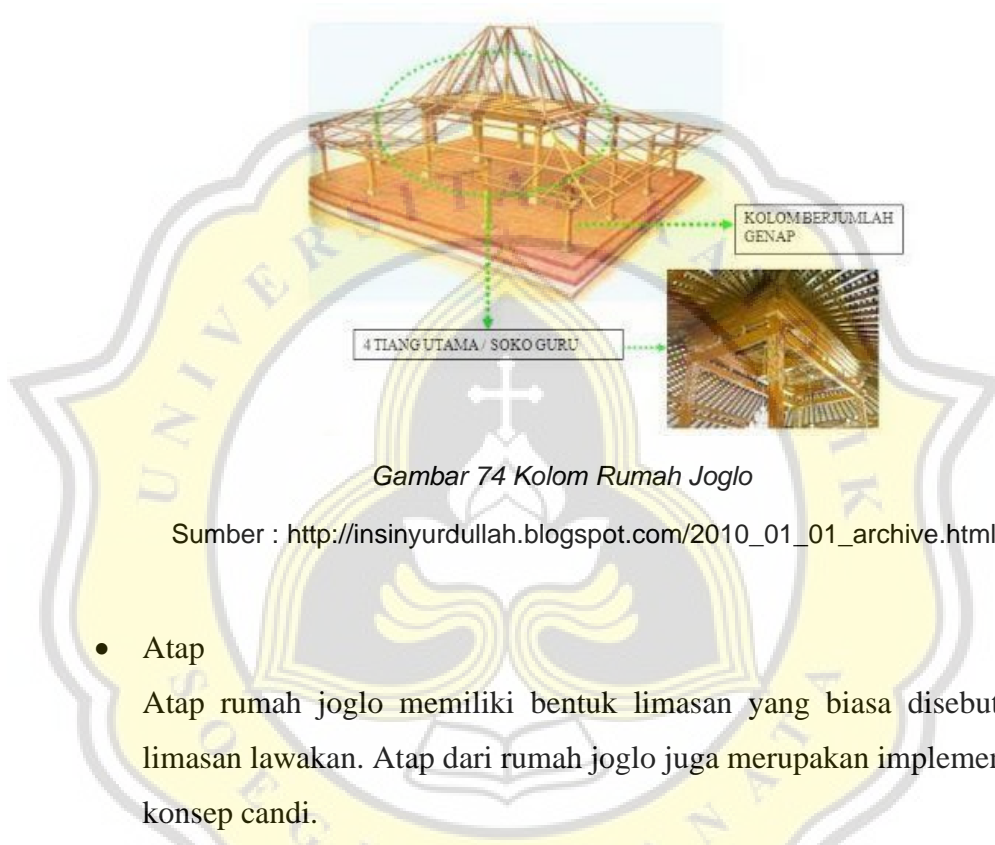 KOLOM BERJUMLAH
GENAP
4 TIANG UTAMA / SOKO GURU
Gambar 74 Kolom Rumah Joglo
Sumber : http://insinyurdullah.blogspot.com/2010_01_01_archive.html
• Atap
Atap rumah joglo memiliki bentuk limasan yang biasa disebut
limasan lawakan. Atap dari rumah joglo juga merupakan implemen
konsep candi.